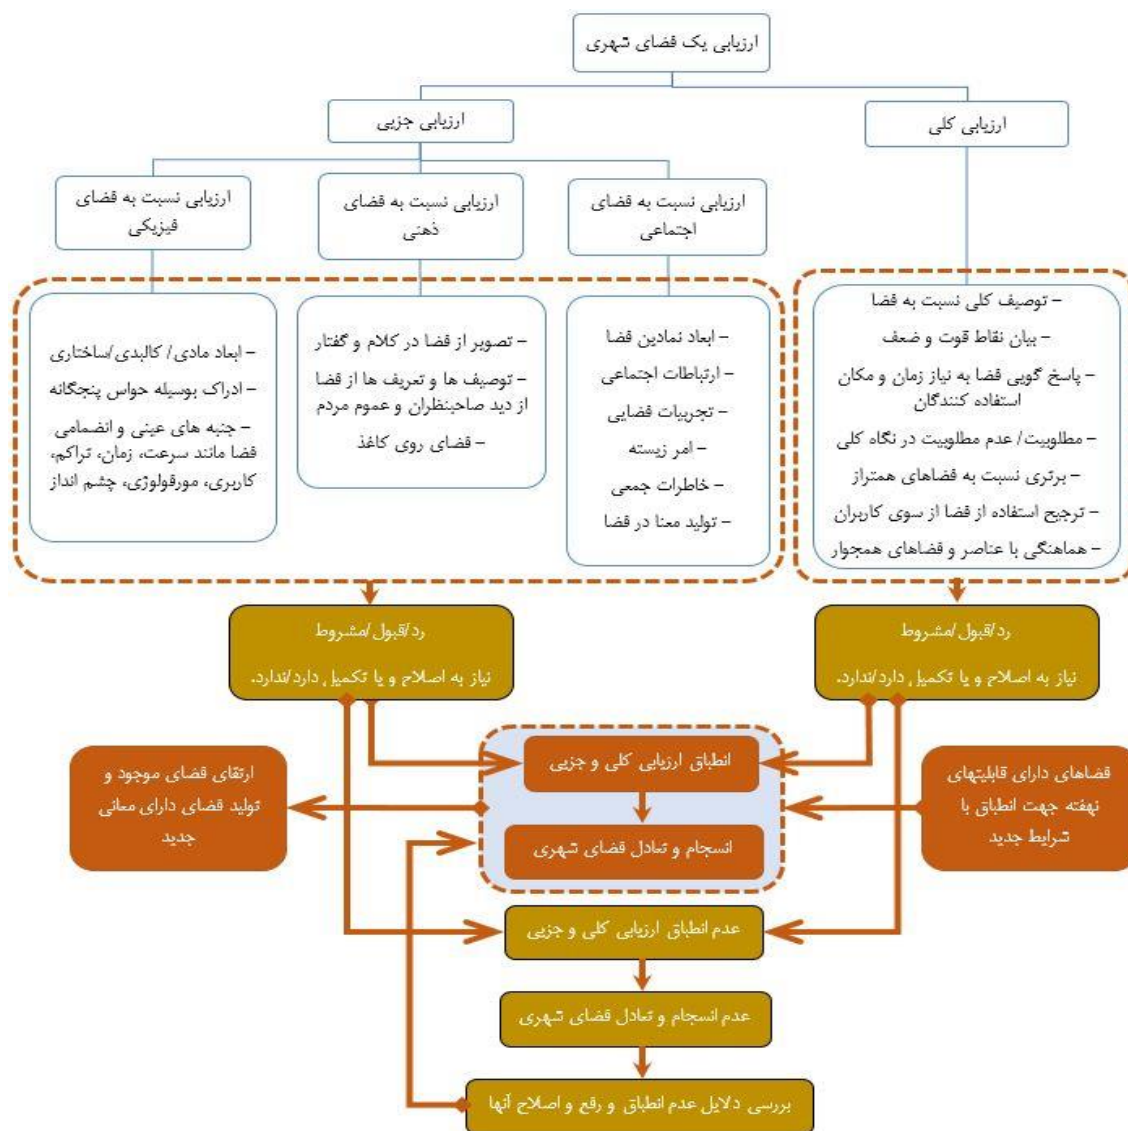 ارزیابی یک فضای شهری
ارزیابی کلی
ارزیابی جزیی
ارزیابی نسبت به فضای
اجتماعی
ارزیابی نسبت به فضای
ذهنی
ارزیابی نسبت به فضای
فیزیکی
– توصیف کلی نسبت به فضا
– بیان نقاط قوت و ضعف
– پاسخ گویی فضا به نیاز زمان و مکان
استفاده کنندگان
– مطلوبیت/ عدم مطلوبیت در نگاه کلی
– برتری نسبت به فضاهای همتراز
– ترجیح استفاده از فضا از سوی کاربران
– هماهنگی با عناصر و فضاهای همجوار
– ابعاد نمادین فضا
– ارتباطات اجتماعی
– تجربیات فضایی
– امر زیسته
– خاطرات جمعی
– تولید معنا در فضا
– تصویر از فضا در کلام و گفتار
– توصیف ها و تعریف ها از فضا
از دید صاحبنظران و عموم مردم
– فضای روی کاغذ
– ابعاد مادی/ کالبدی/ساختاری
– ادراک بوسیله حواس پنجگانه
– جنبه های عینی و انضمامی
فضا مانند سرعت، زمان، تراکم،
کاربری، مورفولوژی، چشم انداز
رد/قبول/مشروط
نیاز به اصلاح و یا تکمیل دارد/ندارد.
رد/قبول/مشروط
نیاز به اصلاح و یا تکمیل دارد/ندارد.
فضاهای دارای قابلیتهای
نهفته جهت انطباق با
شرایط جدید
انطباق ارزیابی کلی و جزیی
انسجام و تعادل فضای شهری
ارتقای فضای موجود و
تولید فضای دارای معانی
جدید
عدم انطباق ارزیابی کلی و جزیی
عدم انسجام و تعادل فضای شهری
بررسی دلایل عدم انطباق و رفع و اصلاح آنها